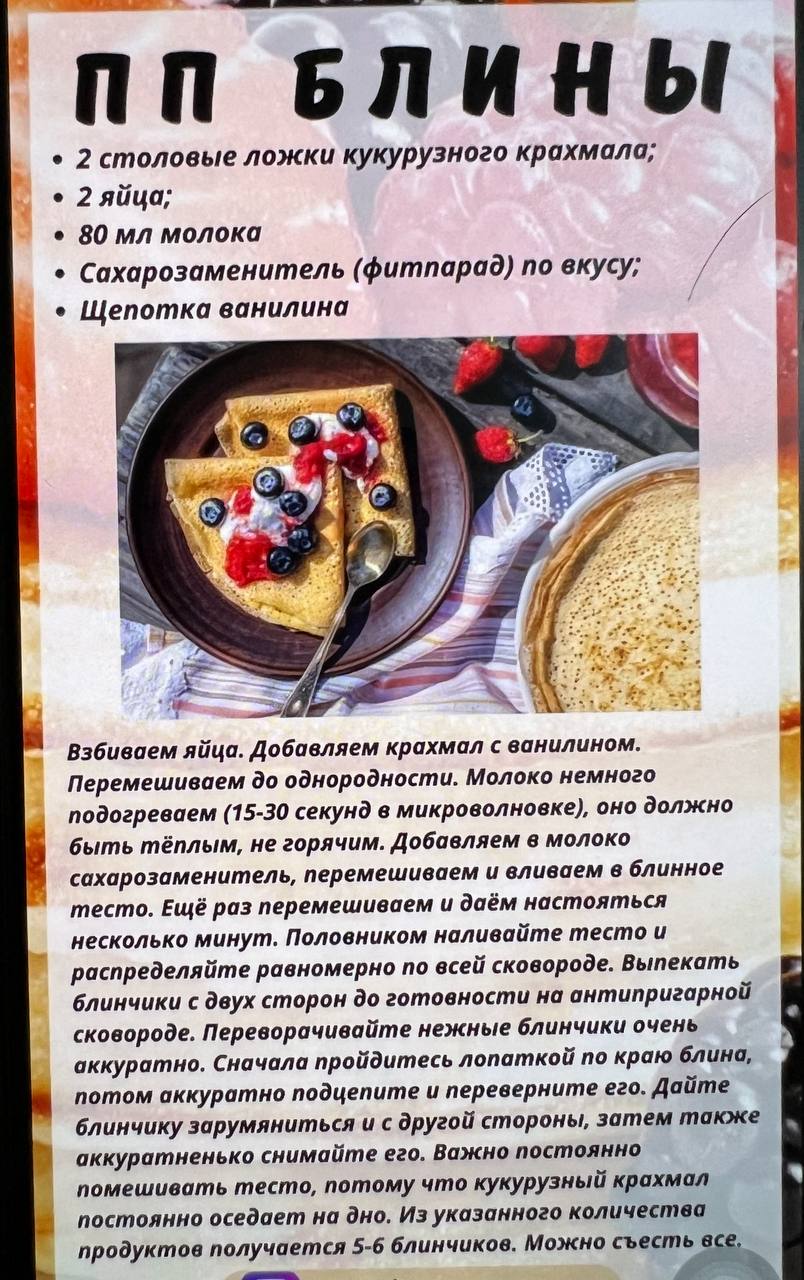 ПП БЛИНЫ
• 2 столовые ложки кукурузного крахмала;
• 2 яйца;
• 80 мл молока
• Сахарозаменитель (фитпарад) по вкусу;
• Щепотка ванилина
Взбиваем яйца. Добавляем крахмал с ванилином.
Перемешиваем до однородности. Молоко немного
подогреваем (15-30 секунд в микроволновке), оно должно
быть тёплым, не горячим. Добавляем в молоко
сахарозаменитель, перемешиваем и вливаем в блинное
тесто. Ещё раз перемешиваем и даём настояться
несколько минут. Половником наливайте тесто и
распределяйте равномерно по всей сковороде. Выпекать
блинчики с двух сторон до готовности на антипригарной
сковороде. Переворачивайте нежные блинчики очень
аккуратно. Сначала пройдитесь лопаткой по краю блина,
потом аккуратно подцепите и переверните его. Дайте
блинчику зарумяниться и с другой стороны, затем также
аккуратненько снимайте его. Важно постоянно
помешивать тесто, потому что кукурузный крахмал
постоянно оседает на дно. Из указанного количества
продуктов получается 5-6 блинчиков. Можно съесть все.